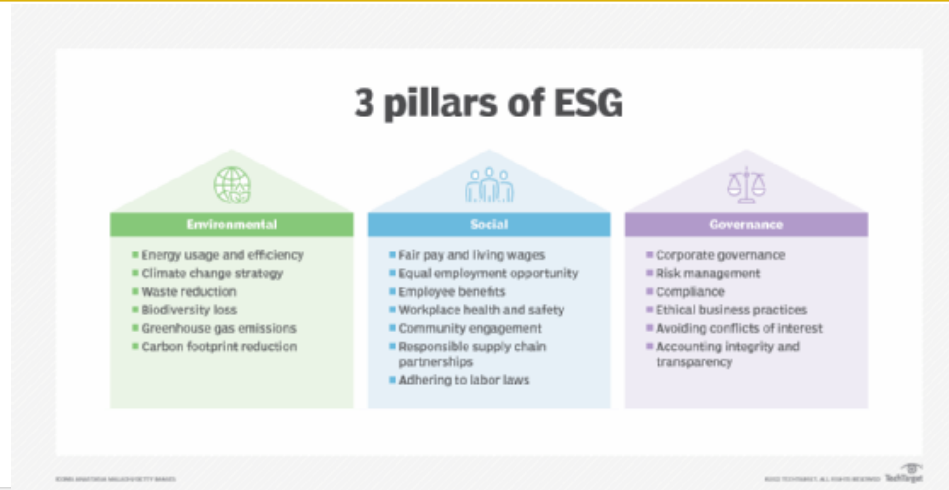 3 pillars of ESG
Environmental
Energy usage and efficiency
Climate change strategy
Waste reduction
Biodiversity loss
Greenhouse gas emissions
Carbon footprint reduction
Social
Fair pay and living wages
Equal employment opportunity
Employee benefits
Workplace health and safety
Community engagement
Responsible supply chain
partnerships
Adhering to labor laws
Governance
Corporate governance
Risk management
Compliance
Ethical business practices
Avoiding conflicts of interest
Accounting integrity and
transparency
TechTarget